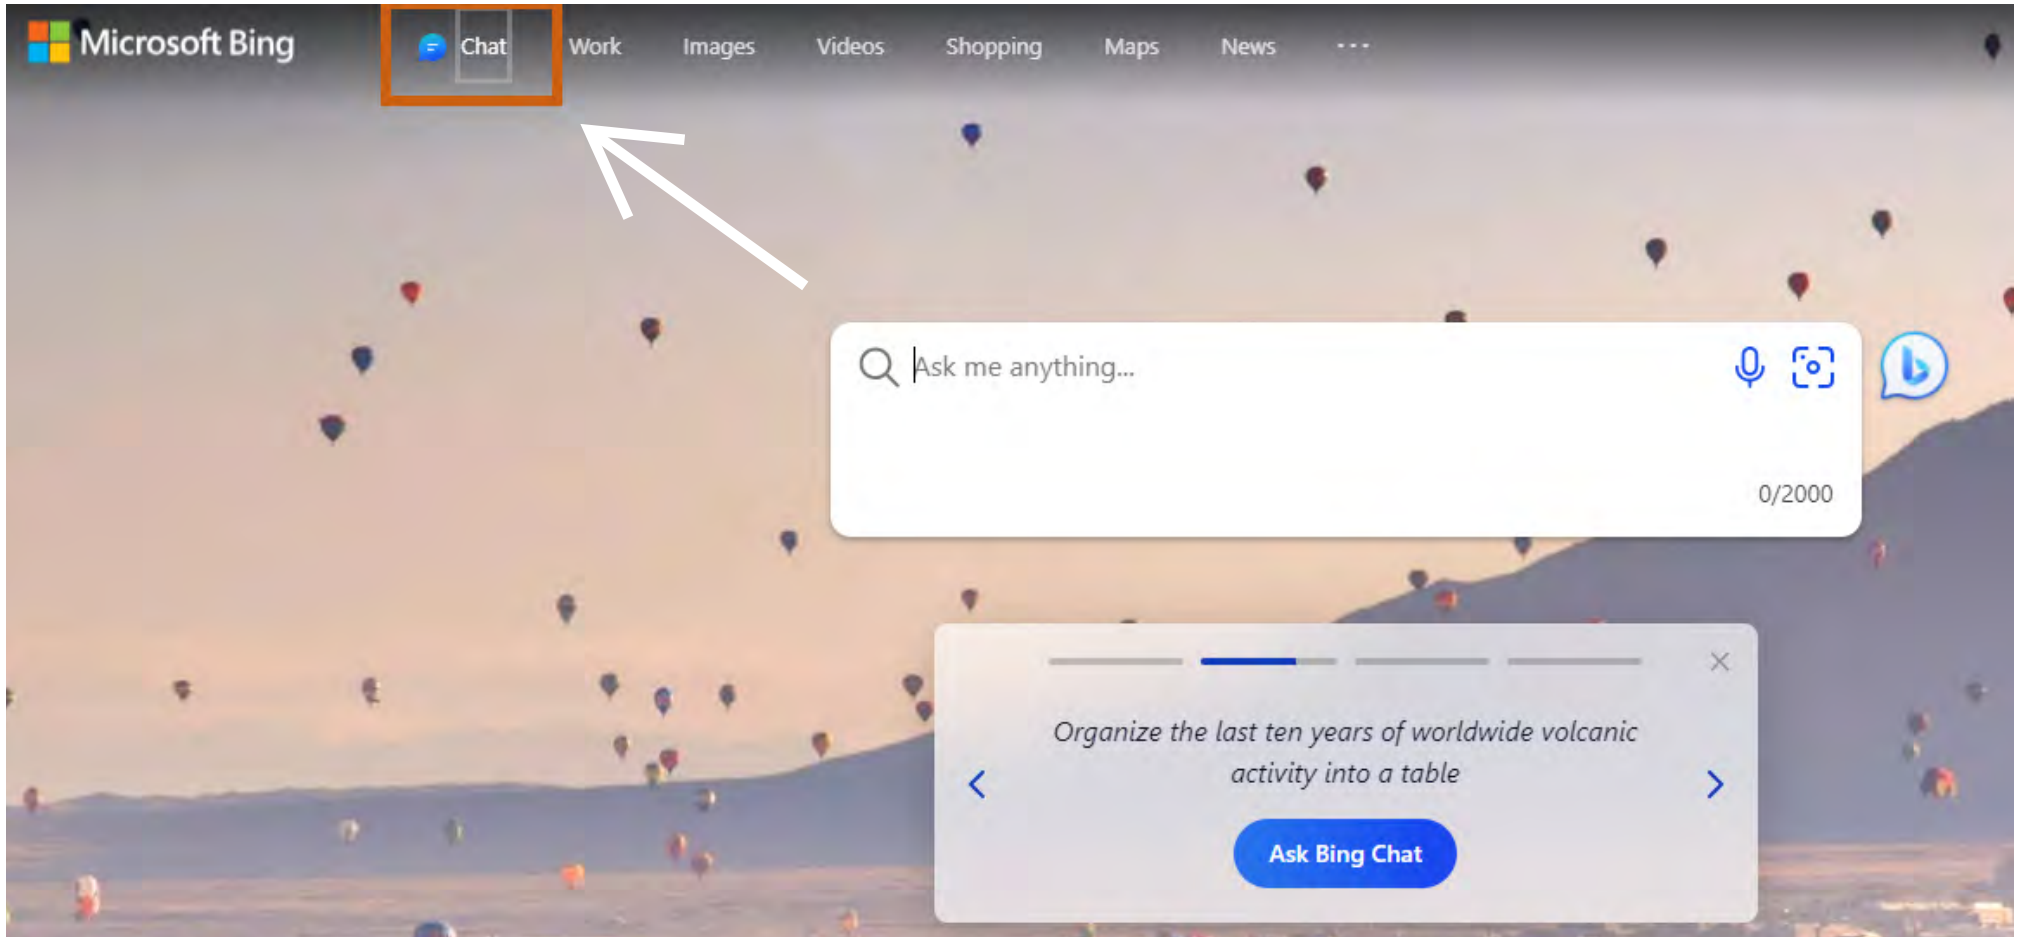 Microsoft Bing
Chat
Work
Images
Videos
Shopping
Maps
News
Ask me anything...
0/2000
Organize the last ten years of worldwide volcanic
activity into a table
Ask Bing Chat